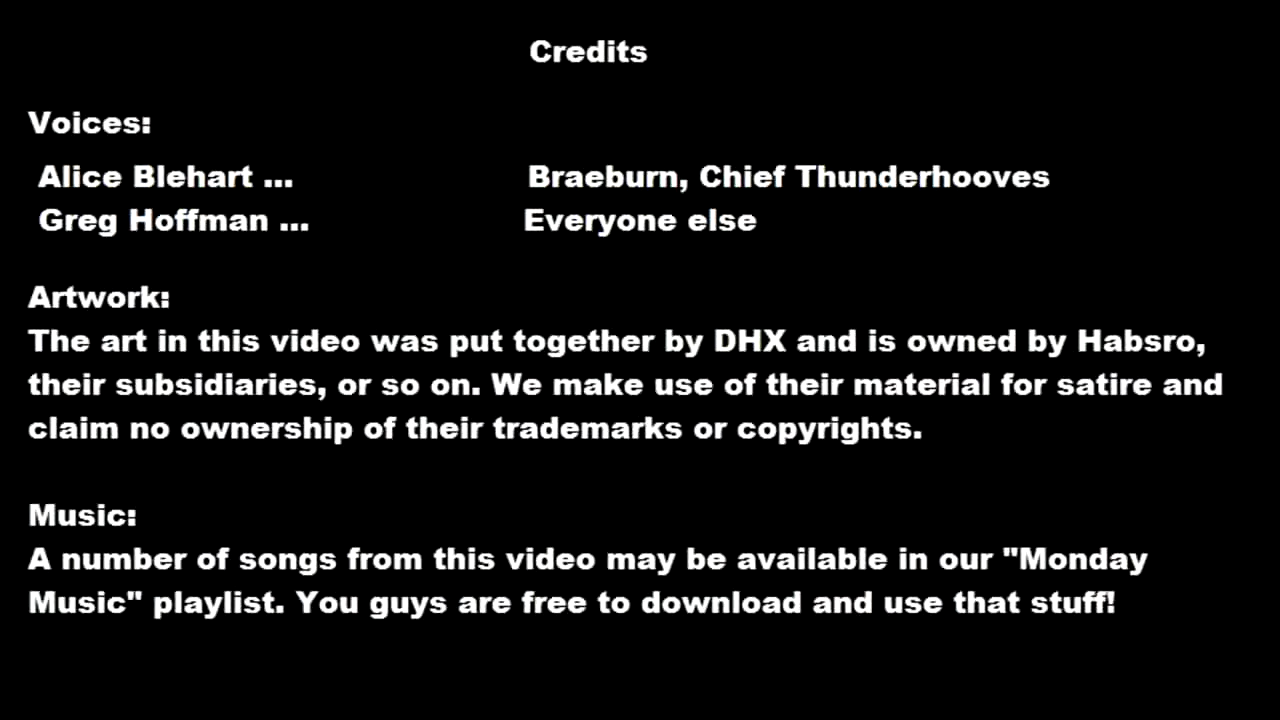 Credits
Voices:
Alice Blehart ... Braeburn, Chief Thunderhooves
Greg Hoffman ... Everyone else
Artwork:
The art in this video was put together by DHX and is owned by Habsro,
their subsidiaries, or so on. We make use of their material for satire and
claim no ownership of their trademarks or copyrights.
Music:
A number of songs from this video may be available in our "Monday
Music" playlist. You guys are free to download and use that stuff!